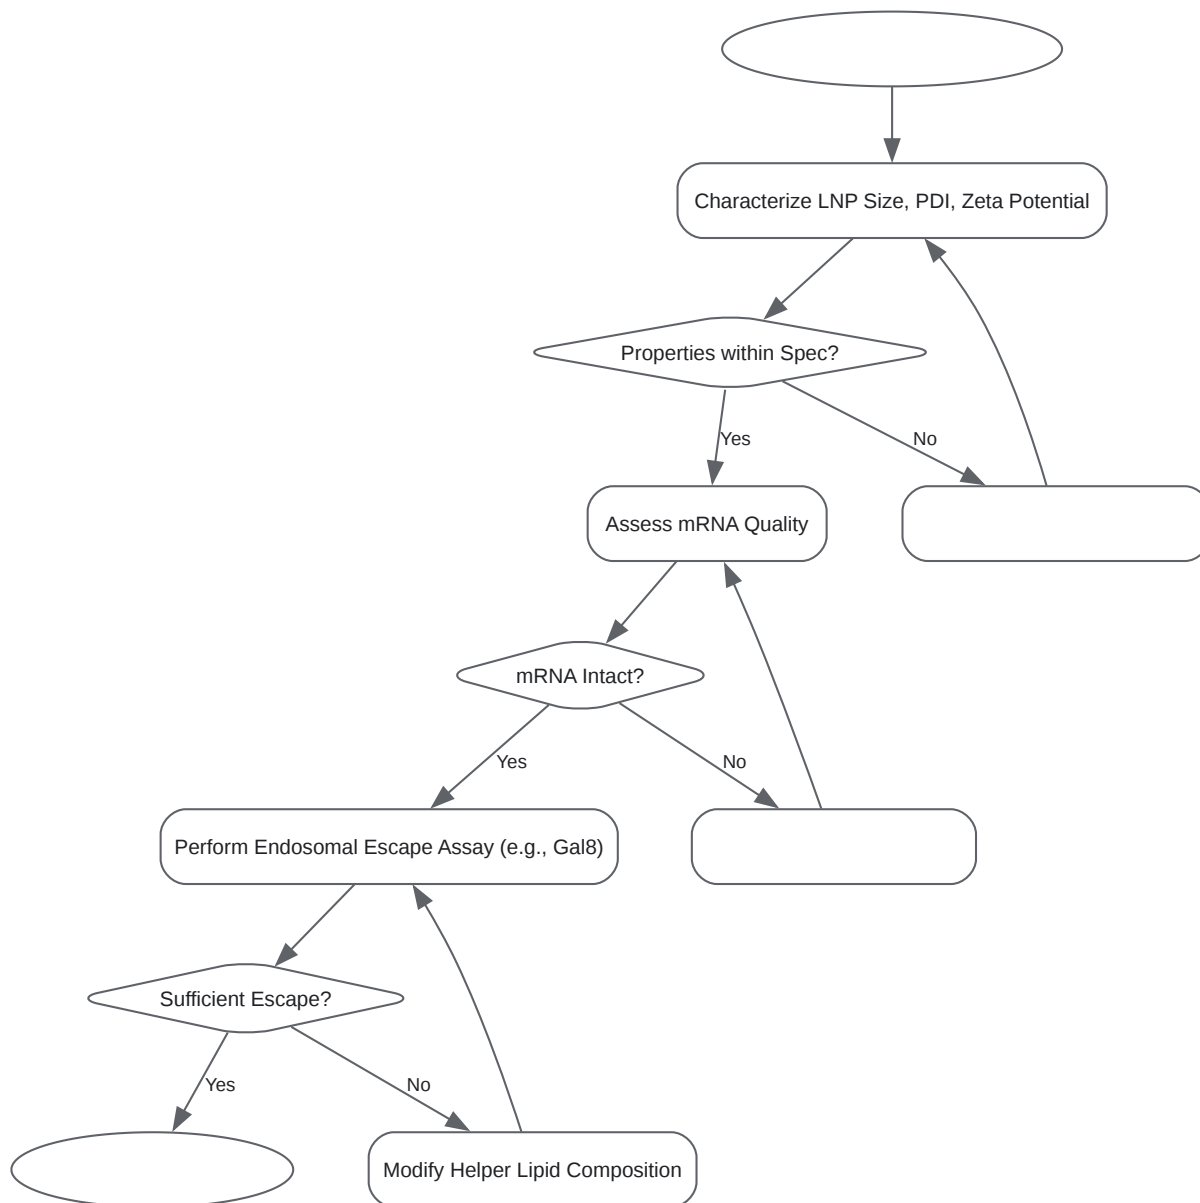 Characterize LNP Size, PDI, Zeta Potential
Properties within Spec?
Yes
No
Assess mRNA Quality
mRNA Intact?
Yes
No
Perform Endosomal Escape Assay (e.g., Gal8)
Sufficient Escape?
Yes
No
Modify Helper Lipid Composition